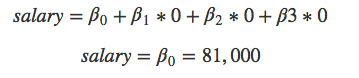 salary = β₀ + β₁ * 0 + β₂ * 0 + β3 * 0
salary = β₀ = 81,000